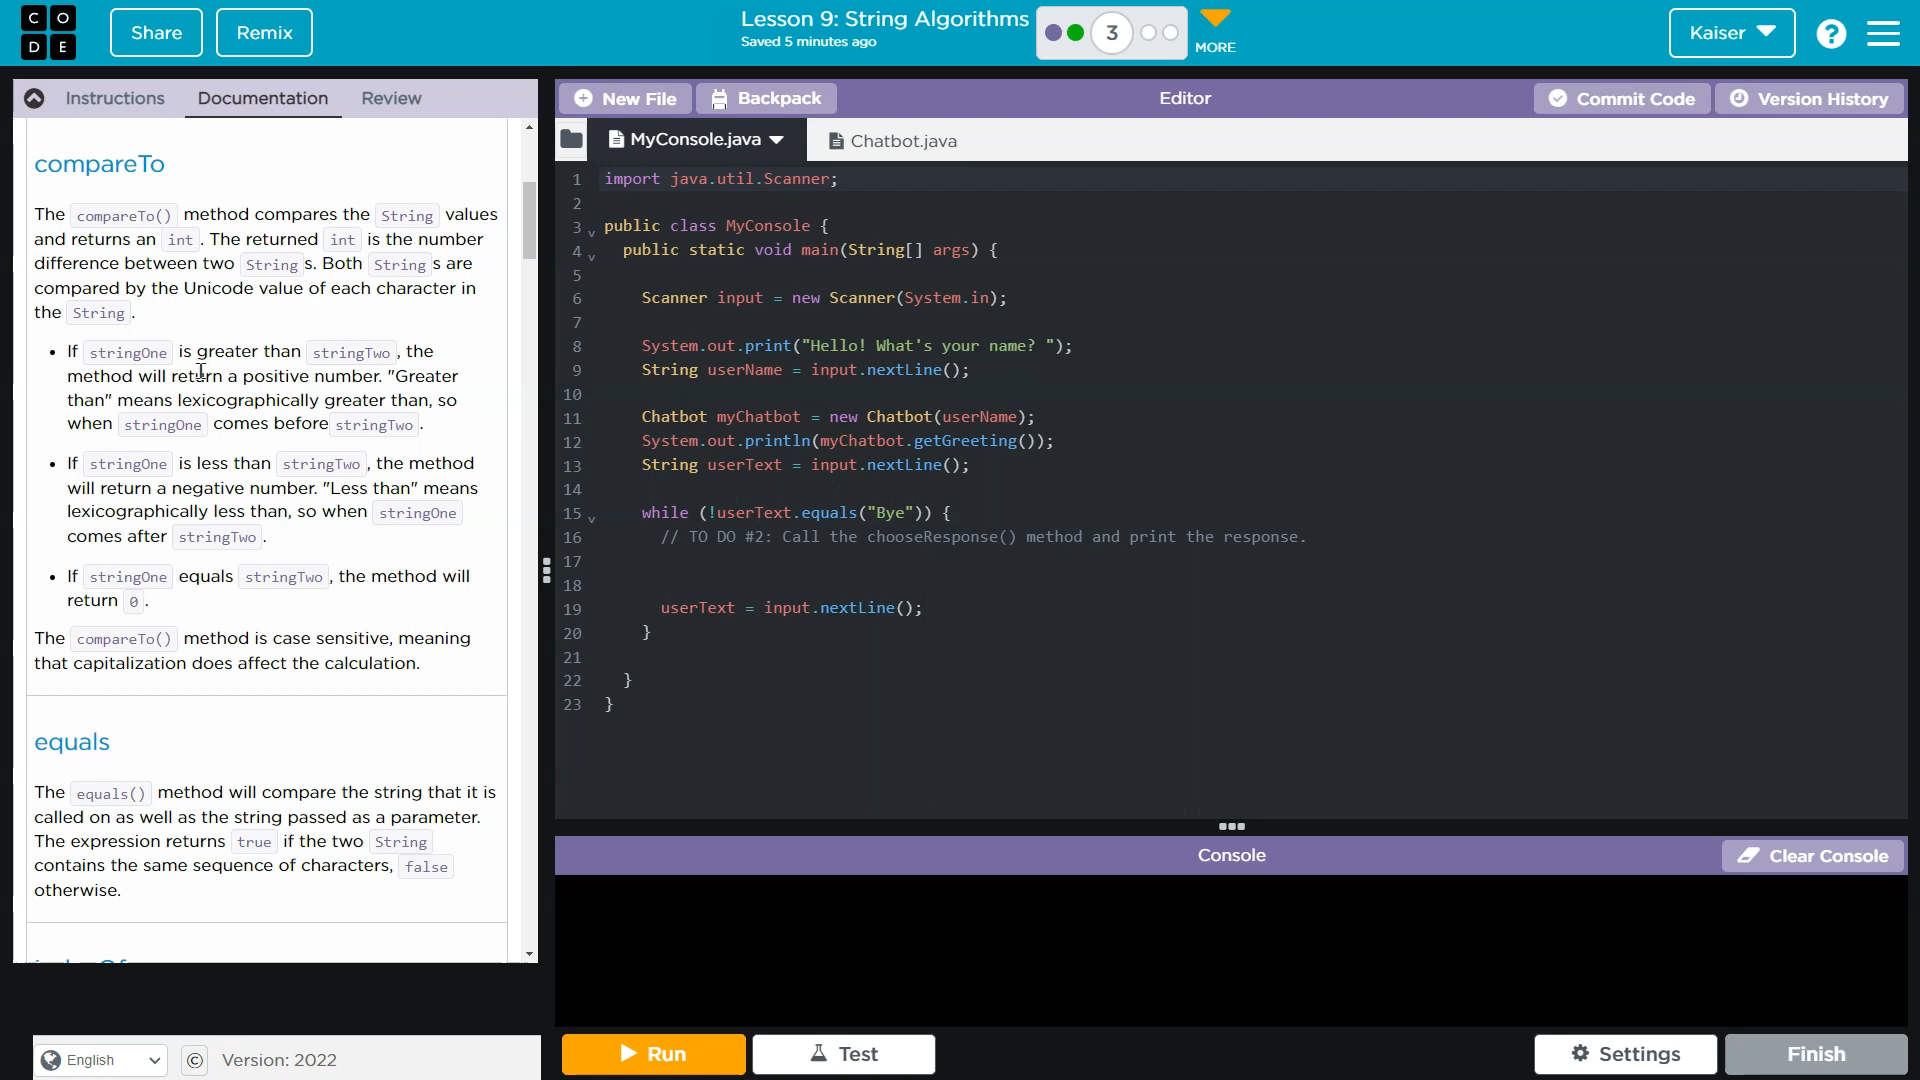 C O
D E
Share
Remix
Lesson 9: String Algorithms
Saved 5 minutes ago
3
MORE
Kaiser
?
Instructions
Documentation
Review
New File
Backpack
Editor
Commit Code
Version History
compareTo
The compareTo() method compares the String values
and returns an int. The returned int is the number
difference between two Strings. Both Strings are
compared by the Unicode value of each character in
the String.
• If stringOne is greater than stringTwo, the
method will return a positive number. "Greater
than" means lexicographically greater than, so
when stringOne comes before stringTwo.
• If stringOne is less than stringTwo, the method
will return a negative number. "Less than" means
lexicographically less than, so when stringOne
comes after stringTwo.
• If stringOne equals stringTwo, the method will
return 0.
The compareTo() method is case sensitive, meaning
that capitalization does affect the calculation.
equals
The equals() method will compare the string that it is
called on as well as the string passed as a parameter.
The expression returns true if the two String
contains the same sequence of characters, false
otherwise.
MyConsole.java
Chatbot.java
1 import java.util.Scanner;
2
3 public class MyConsole {
4 public static void main(String[] args) {
5
6 Scanner input = new Scanner(System.in);
7
8 System.out.print("Hello! What's your name? ");
9 String userName = input.nextLine();
10
11 Chatbot myChatbot = new Chatbot(userName);
12 System.out.println(myChatbot.getGreeting());
13 String userText = input.nextLine();
14
15 while (!userText.equals("Bye")) {
16 // TO DO #2: Call the chooseResponse() method and print the response.
17
18
19 userText = input.nextLine();
20 }
21
22 }
23 }
Console
Clear Console
English
©
Version: 2022
Run
Test
Settings
Finish